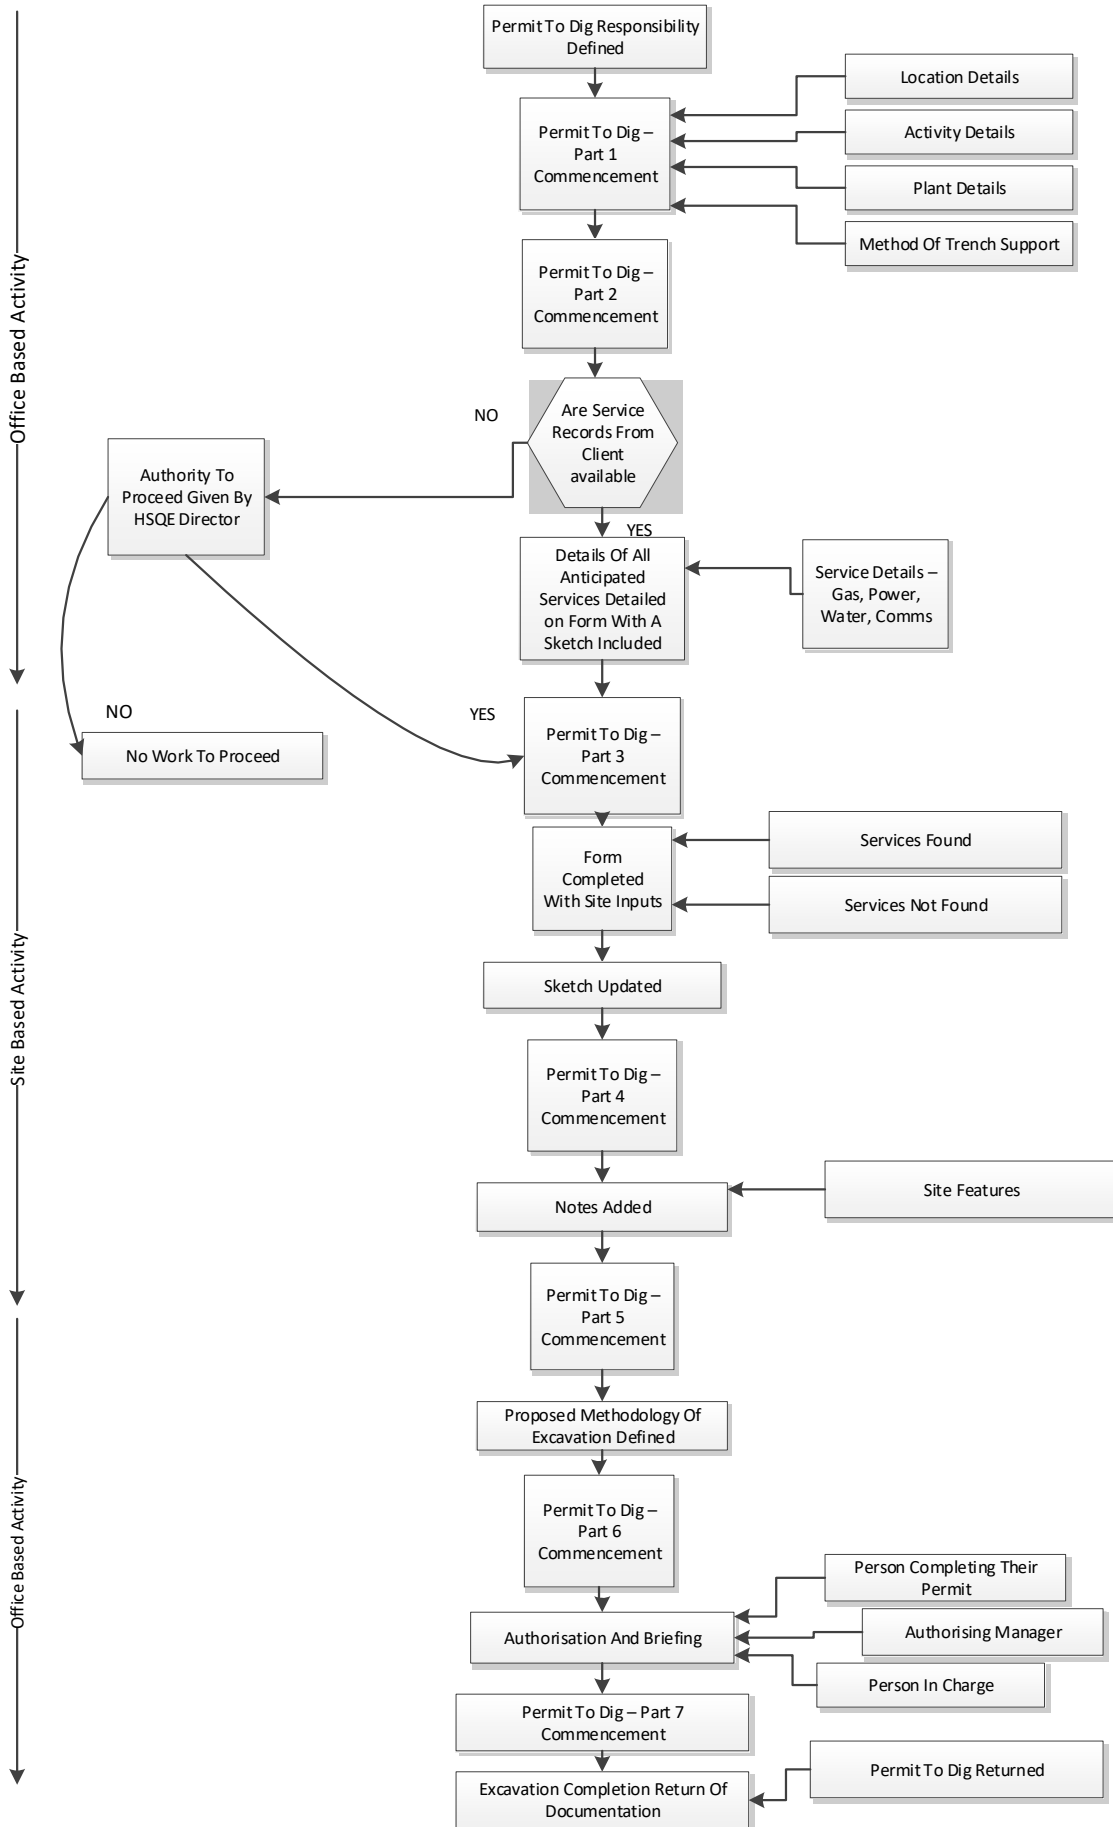 Permit To Dig Responsibility
Defined
Location Details
Permit To Dig –
Part 1
Commencement
Activity Details
Plant Details
Method Of Trench Support
Office Based Activity
Permit To Dig –
Part 2
Commencement
NO
Are Service
Records From
Client
available
Authority To
Proceed Given By
HSQE Director
YES
Details Of All
Anticipated
Services Detailed
on Form With A
Sketch Included
Service Details –
Gas, Power,
Water, Comms
NO
YES
No Work To Proceed
Permit To Dig –
Part 3
Commencement
Site Based Activity
Form
Completed
With Site Inputs
Services Found
Services Not Found
Sketch Updated
Permit To Dig –
Part 4
Commencement
Notes Added
Site Features
Permit To Dig –
Part 5
Commencement
Proposed Methodology Of
Excavation Defined
Office Based Activity
Permit To Dig –
Part 6
Commencement
Person Completing Their
Permit
Authorisation And Briefing
Authorising Manager
Person In Charge
Permit To Dig – Part 7
Commencement
Excavation Completion Return Of
Documentation
Permit To Dig Returned